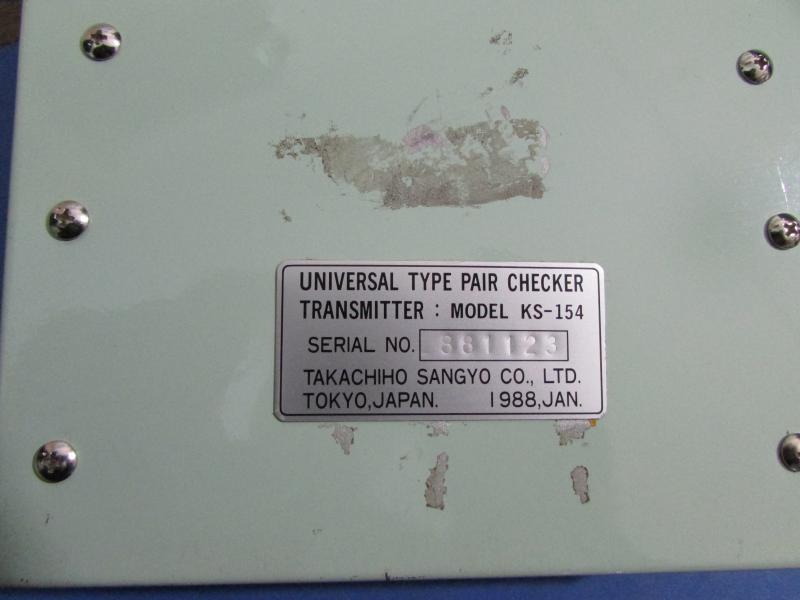 UNIVERSAL TYPE PAIR CHECKER
TRANSMITTER : MODEL KS-154
SERIAL NO. 881123
TAKACHIHO SANGYO CO., LTD.
TOKYO,JAPAN. 1988,JAN.